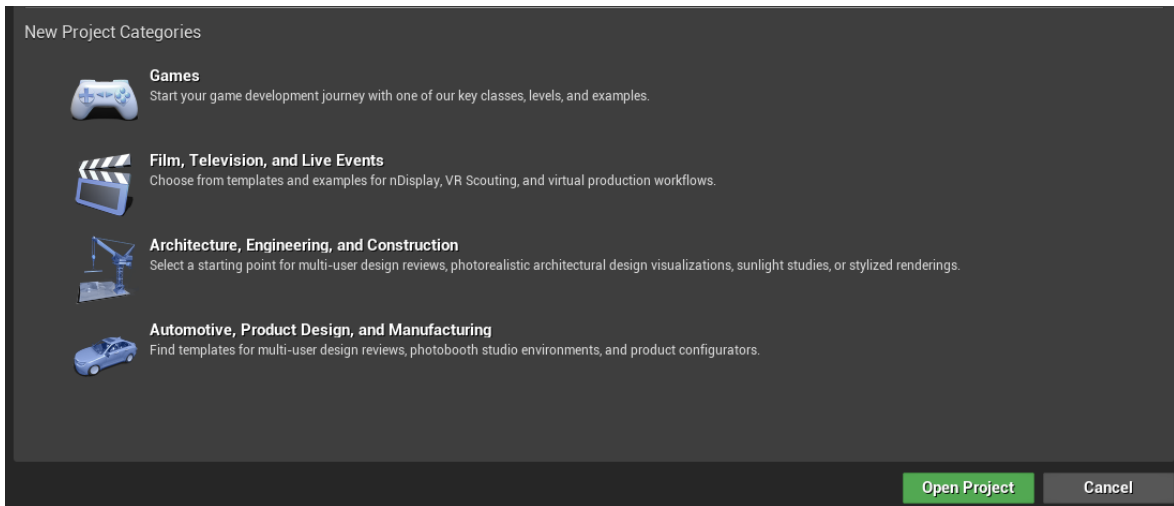 New Project Categories
Games
Start your game development journey with one of our key classes, levels, and examples.
Film, Television, and Live Events
Choose from templates and examples for nDisplay, VR Scouting, and virtual production workflows.
Architecture, Engineering, and Construction
Select a starting point for multi-user design reviews, photorealistic architectural design visualizations, sunlight studies, or stylized renderings.
Automotive, Product Design, and Manufacturing
Find templates for multi-user design reviews, photobooth studio environments, and product configurators.
Open Project
Cancel